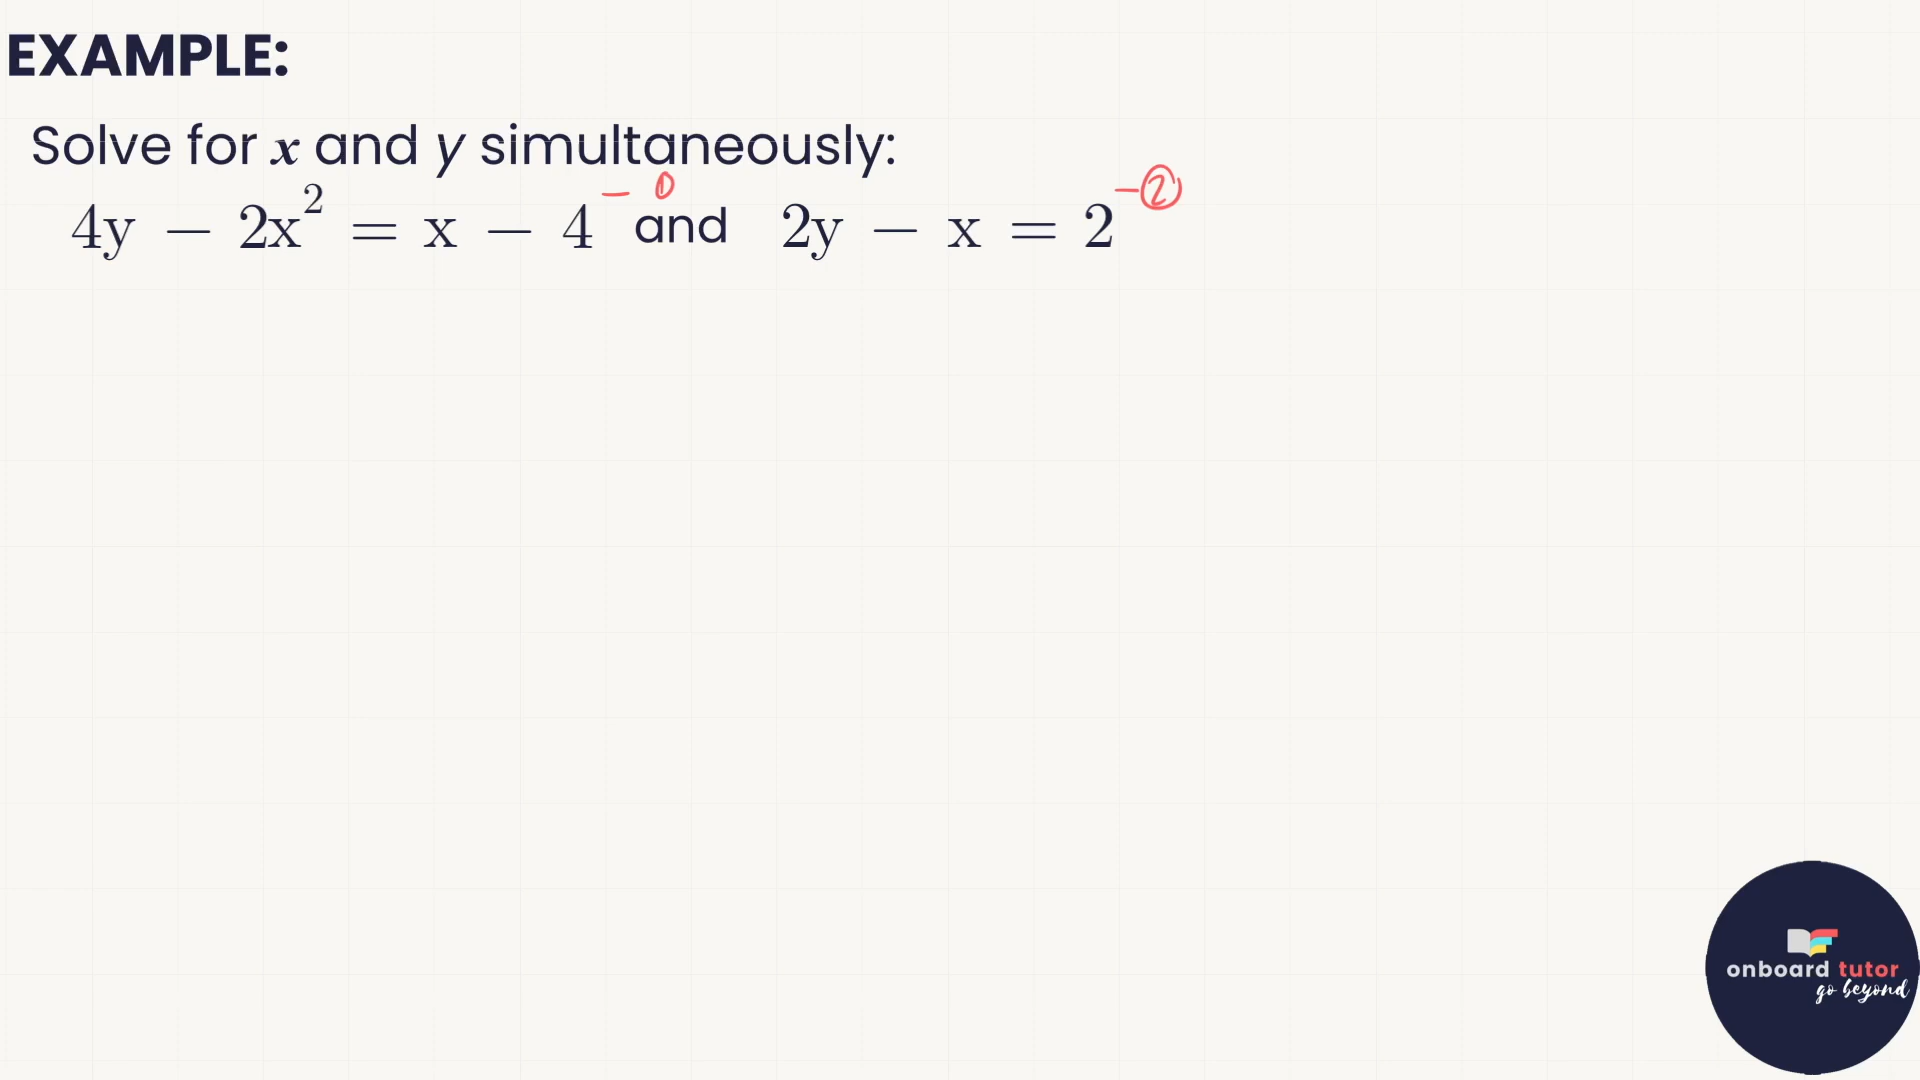 EXAMPLE:
Solve for x and y simultaneously:
4y − 2x² = x − 4 – ① and 2y − x = 2 – ②
onboard tutor
go beyond